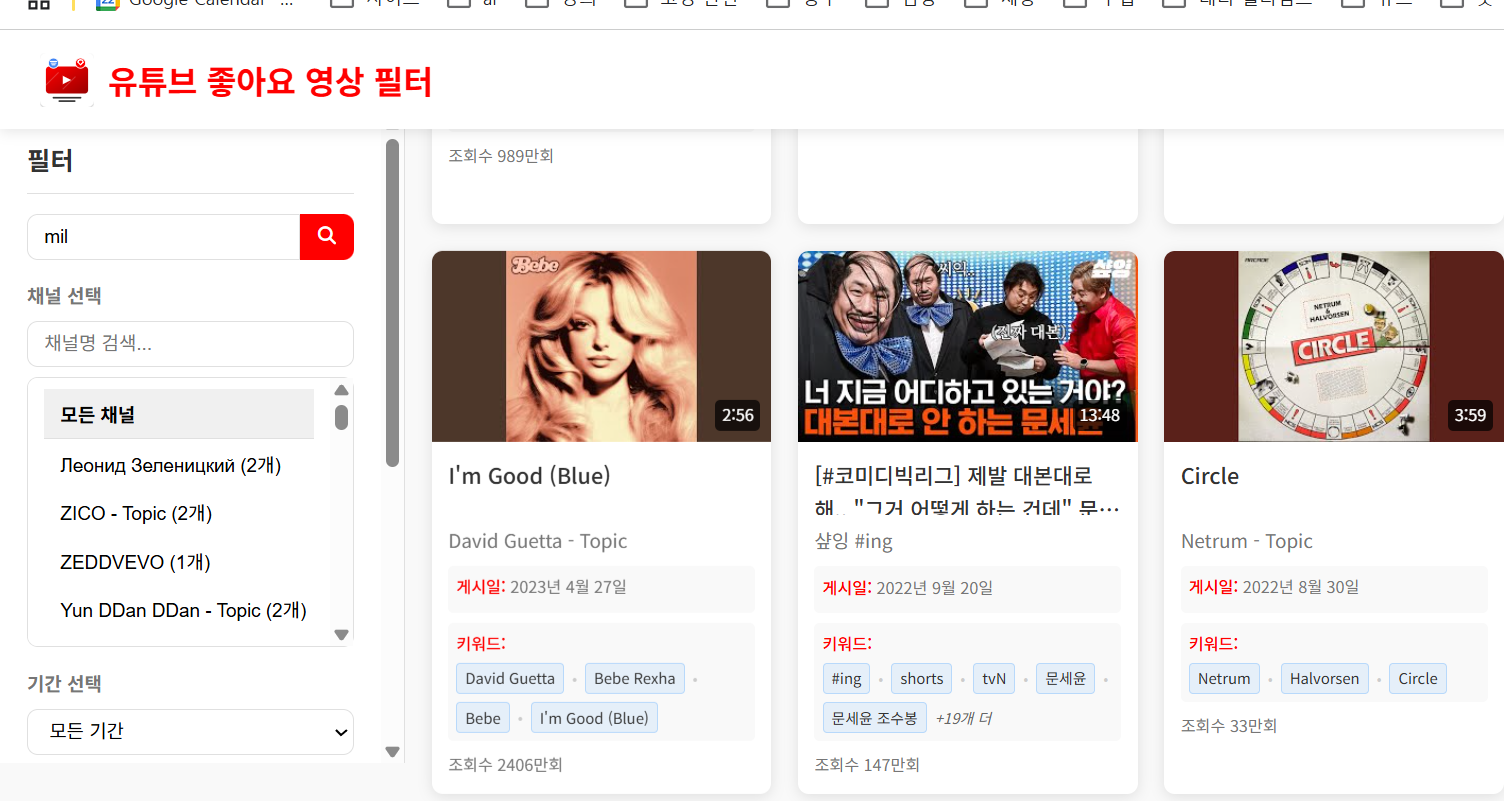 Google Calendar - ...
유튜브 좋아요 영상 필터
필터
mil
채널 선택
채널명 검색...
모든 채널
Леонид Зеленицкий (2개)
ZICO - Topic (2개)
ZEDDVEVO (1개)
Yun DDan DDan - Topic (2개)
기간 선택
모든 기간
조회수 989만회
Bebe
2:56
I'm Good (Blue)
David Guetta - Topic
게시일: 2023년 4월 27일
키워드:
David Guetta • Bebe Rexha •
Bebe • I'm Good (Blue)
조회수 2406만회
씨익..
샾잉
(진짜 대본)
너 지금 어디하고 있는 거야?
대본대로 안 하는 문세윤
13:48
[#코미디빅리그] 제발 대본대로
해.. "그거 어떻게 하는 건데" 문…
샾잉 #ing
게시일: 2022년 9월 20일
키워드:
#ing • shorts • tvN • 문세윤 •
문세윤 조수봉 +19개 더
조회수 147만회
NETRUM
&
HALVORSEN
CIRCLE
3:59
Circle
Netrum - Topic
게시일: 2022년 8월 30일
키워드:
Netrum • Halvorsen • Circle
조회수 33만회